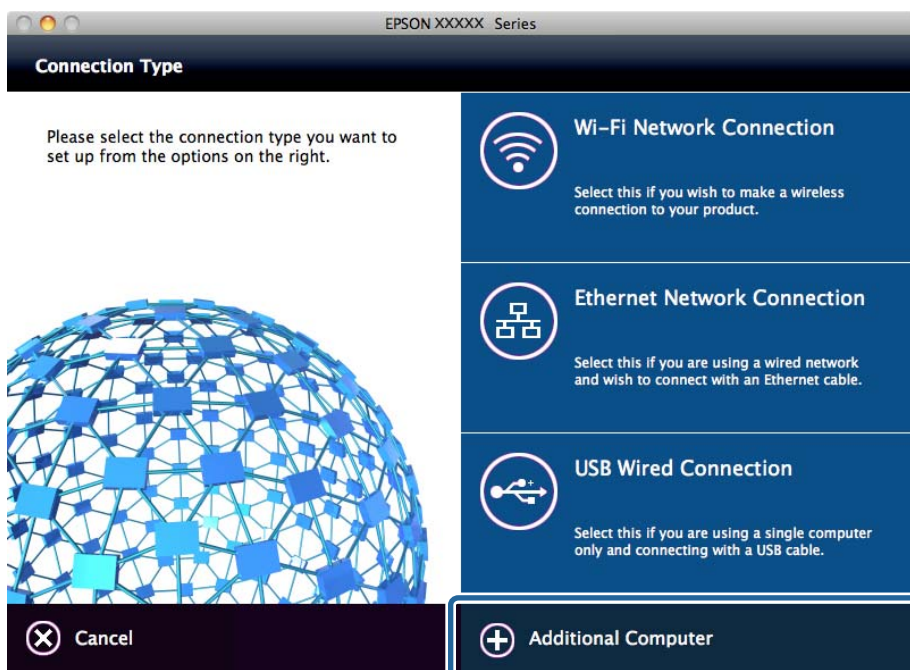 EPSON XXXXX Series
Connection Type
Please select the connection type you want to
set up from the options on the right.
Wi-Fi Network Connection
Select this if you wish to make a wireless
connection to your product.
Ethernet Network Connection
Select this if you are using a wired network
and wish to connect with an Ethernet cable.
USB Wired Connection
Select this if you are using a single computer
only and connecting with a USB cable.
Cancel
Additional Computer